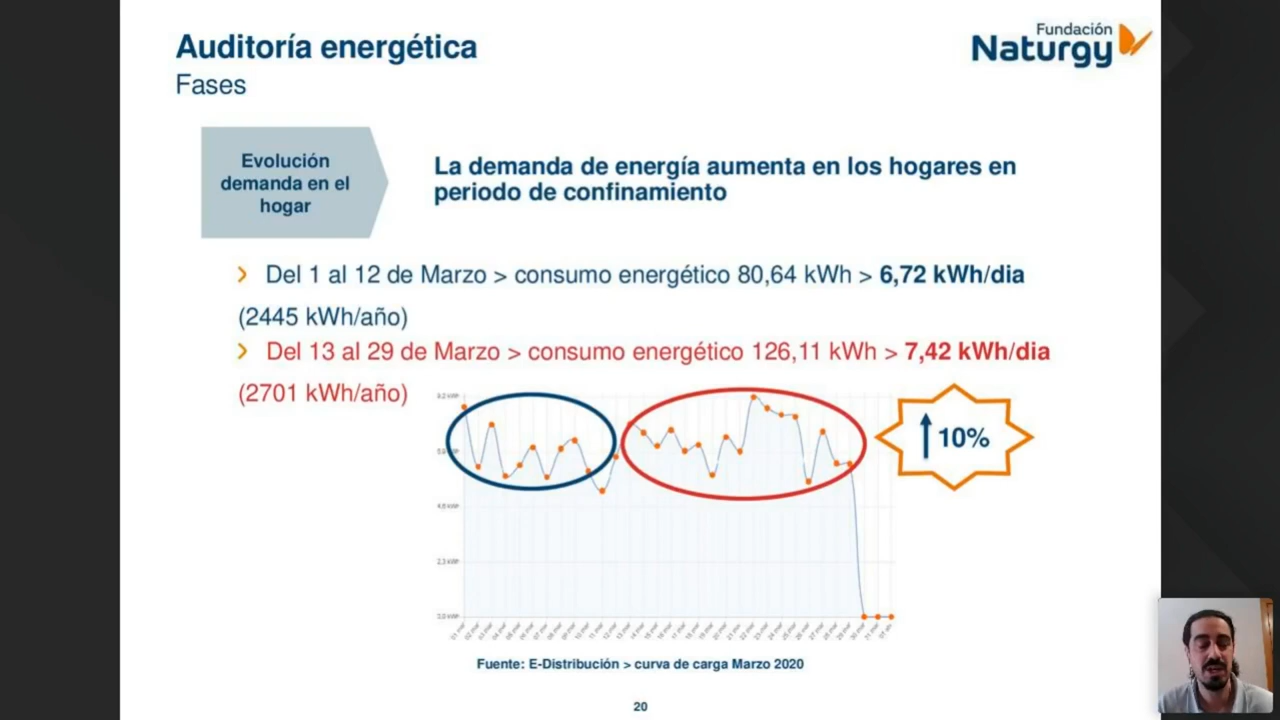 Auditoría energética
Fases
Fundación
Naturgy
Evolución
demanda en el
hogar
La demanda de energía aumenta en los hogares en
periodo de confinamiento
Del 1 al 12 de Marzo > consumo energético 80,64 kWh > 6,72 kWh/dia
(2445 kWh/año)
Del 13 al 29 de Marzo > consumo energético 126,11 kWh > 7,42 kWh/dia
(2701 kWh/año)
10%
Fuente: E-Distribución > curva de carga Marzo 2020
20